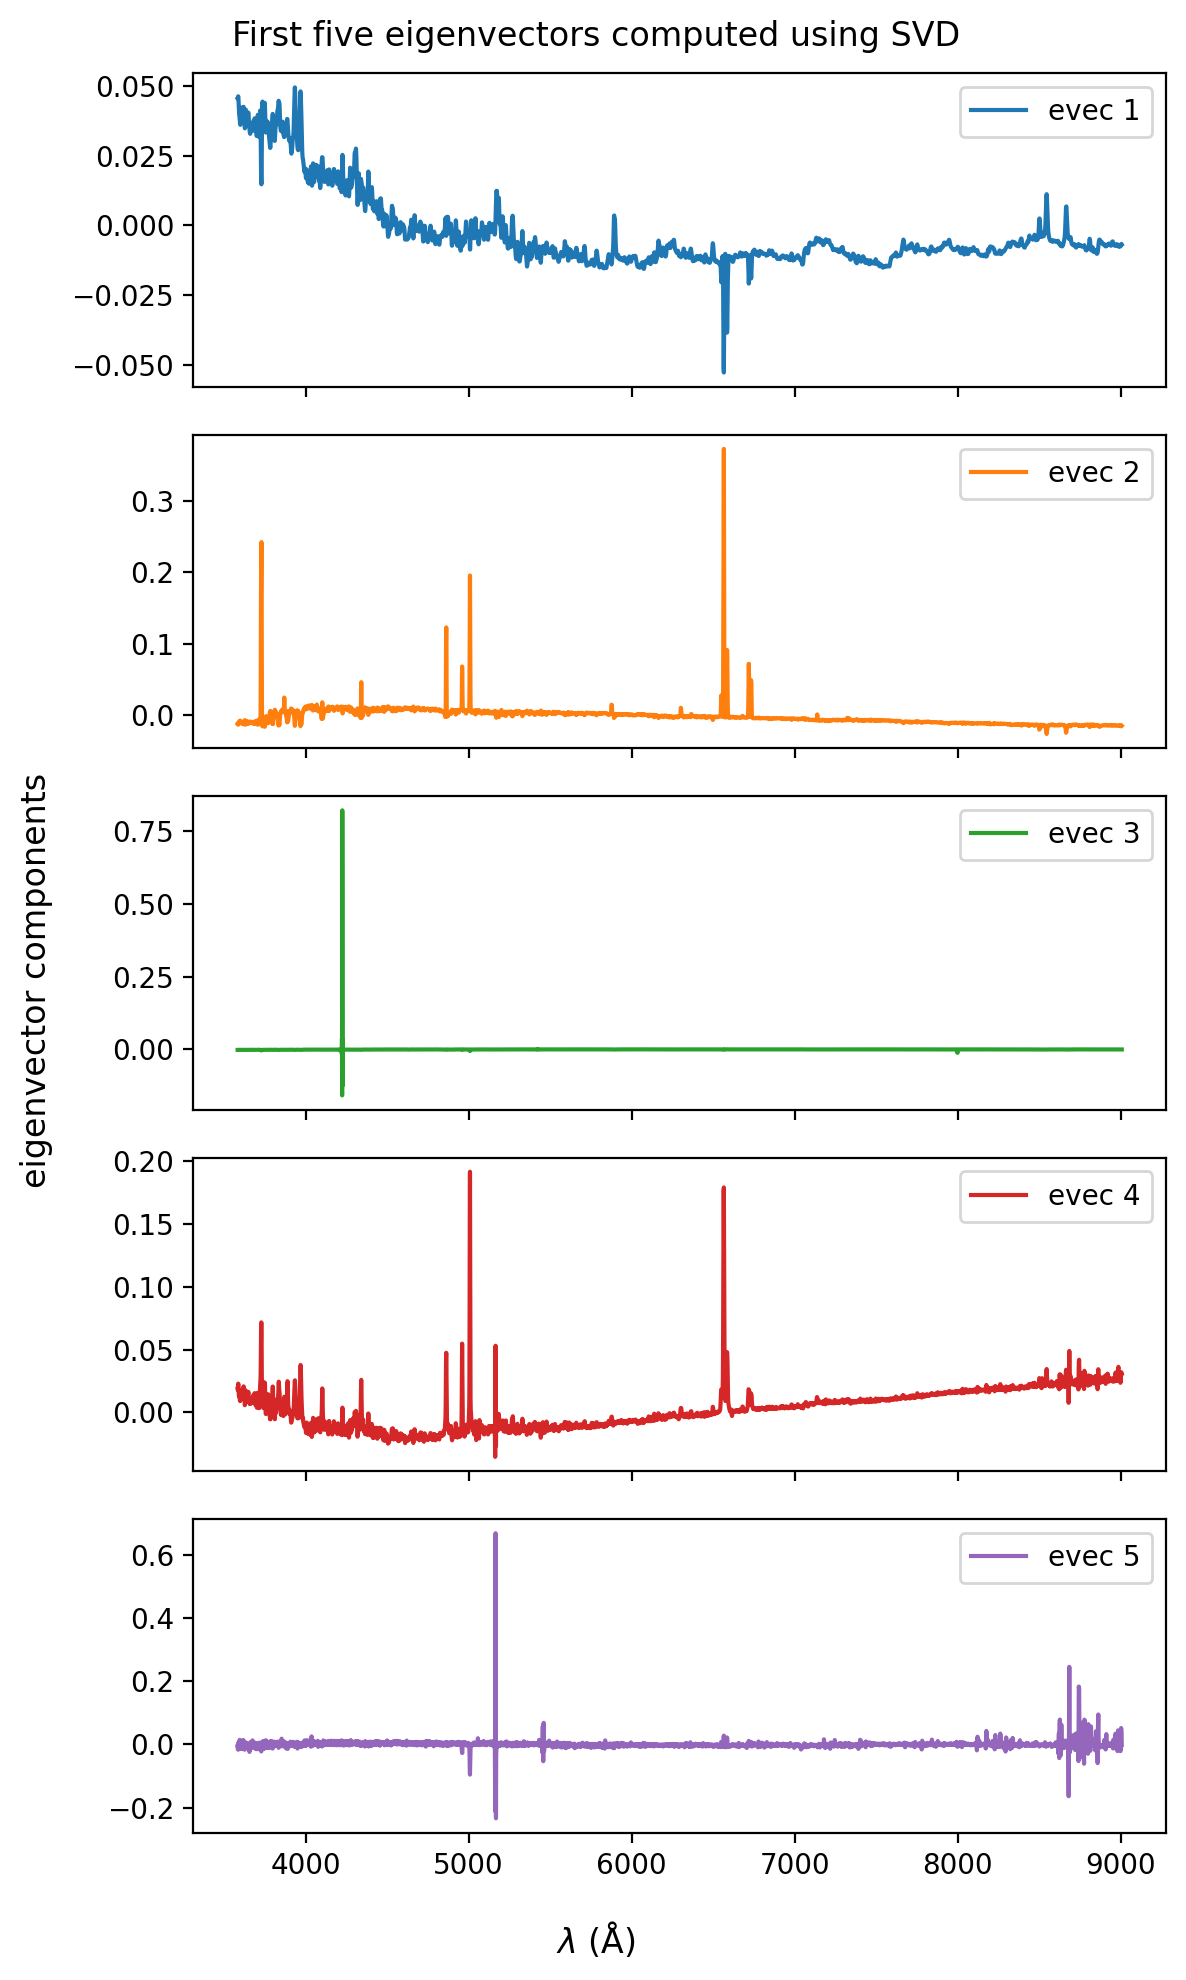 First five eigenvectors computed using SVD
0.050
0.025
0.000
−0.025
−0.050
evec 1
0.3
0.2
0.1
0.0
evec 2
0.75
0.50
0.25
0.00
evec 3
eigenvector components
0.20
0.15
0.10
0.05
0.00
evec 4
0.6
0.4
0.2
0.0
−0.2
evec 5
4000 5000 6000 7000 8000 9000
λ (Å)